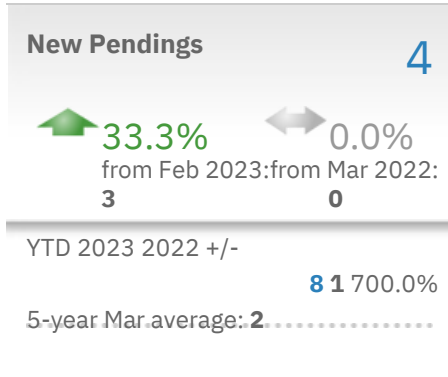 New Pendings
4
33.3% 0.0%
from Feb 2023:from Mar 2022:
3 0
YTD 2023 2022 +/-
8 1 700.0%
5-year Mar average: 2